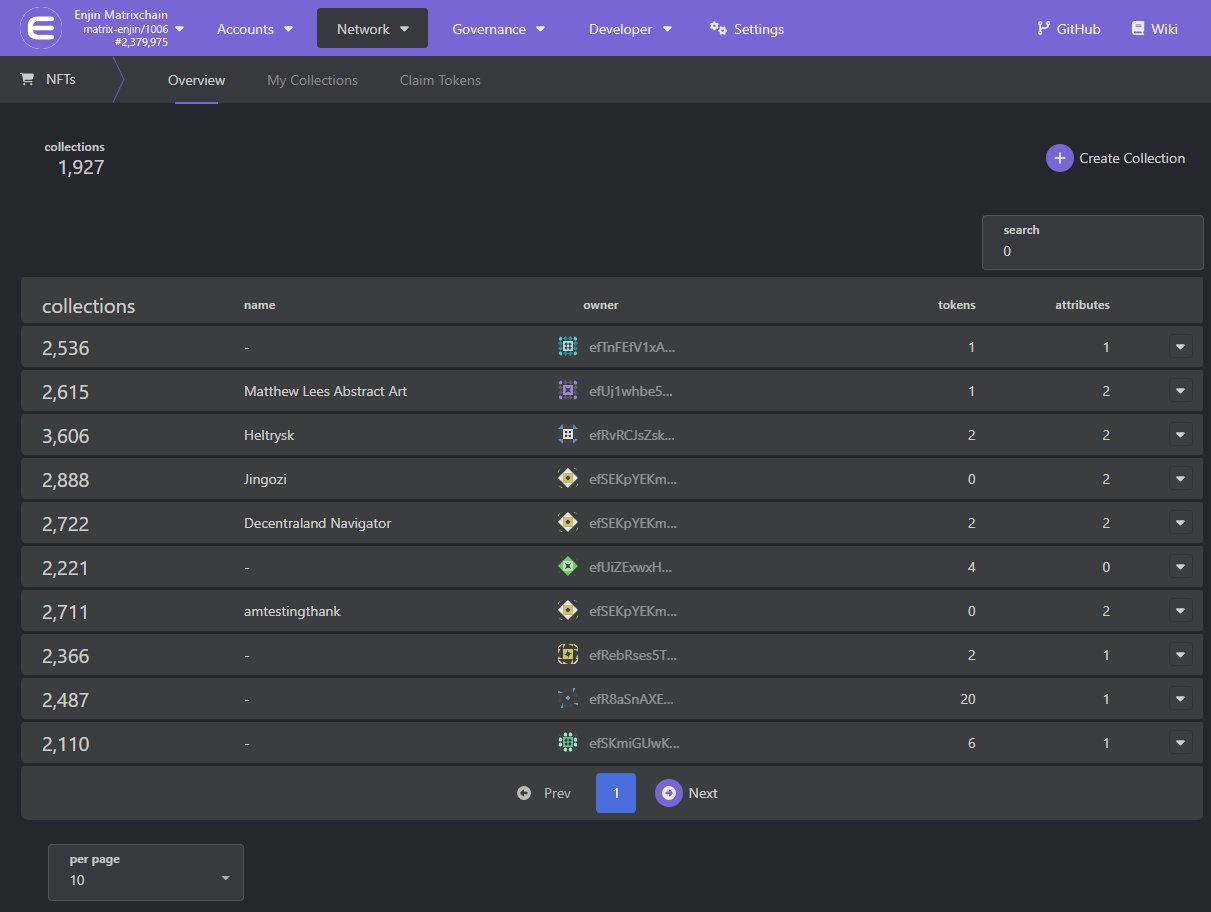 Enjin Matrixchain
matrix-enjin/1006
#2,379,975
Accounts
Network
Governance
Developer
Settings
GitHub
Wiki
NFTs
Overview
My Collections
Claim Tokens
collections
1,927
Create Collection
search
0
collections name owner tokens attributes
2,536 - efTnFEfV1xA... 1 1
2,615 Matthew Lees Abstract Art efUj1whbe5... 1 2
3,606 Heltrysk efRvRCJsZsk... 2 2
2,888 Jingozi efSEKpYEKm... 0 2
2,722 Decentraland Navigator efSEKpYEKm... 2 2
2,221 - efUiZExwxH... 4 0
2,711 amtestingthank efSEKpYEKm... 0 2
2,366 - efRebRses5T... 2 1
2,487 - efR8aSnAXE... 20 1
2,110 - efSKmiGUwK... 6 1
Prev 1 Next
per page
10